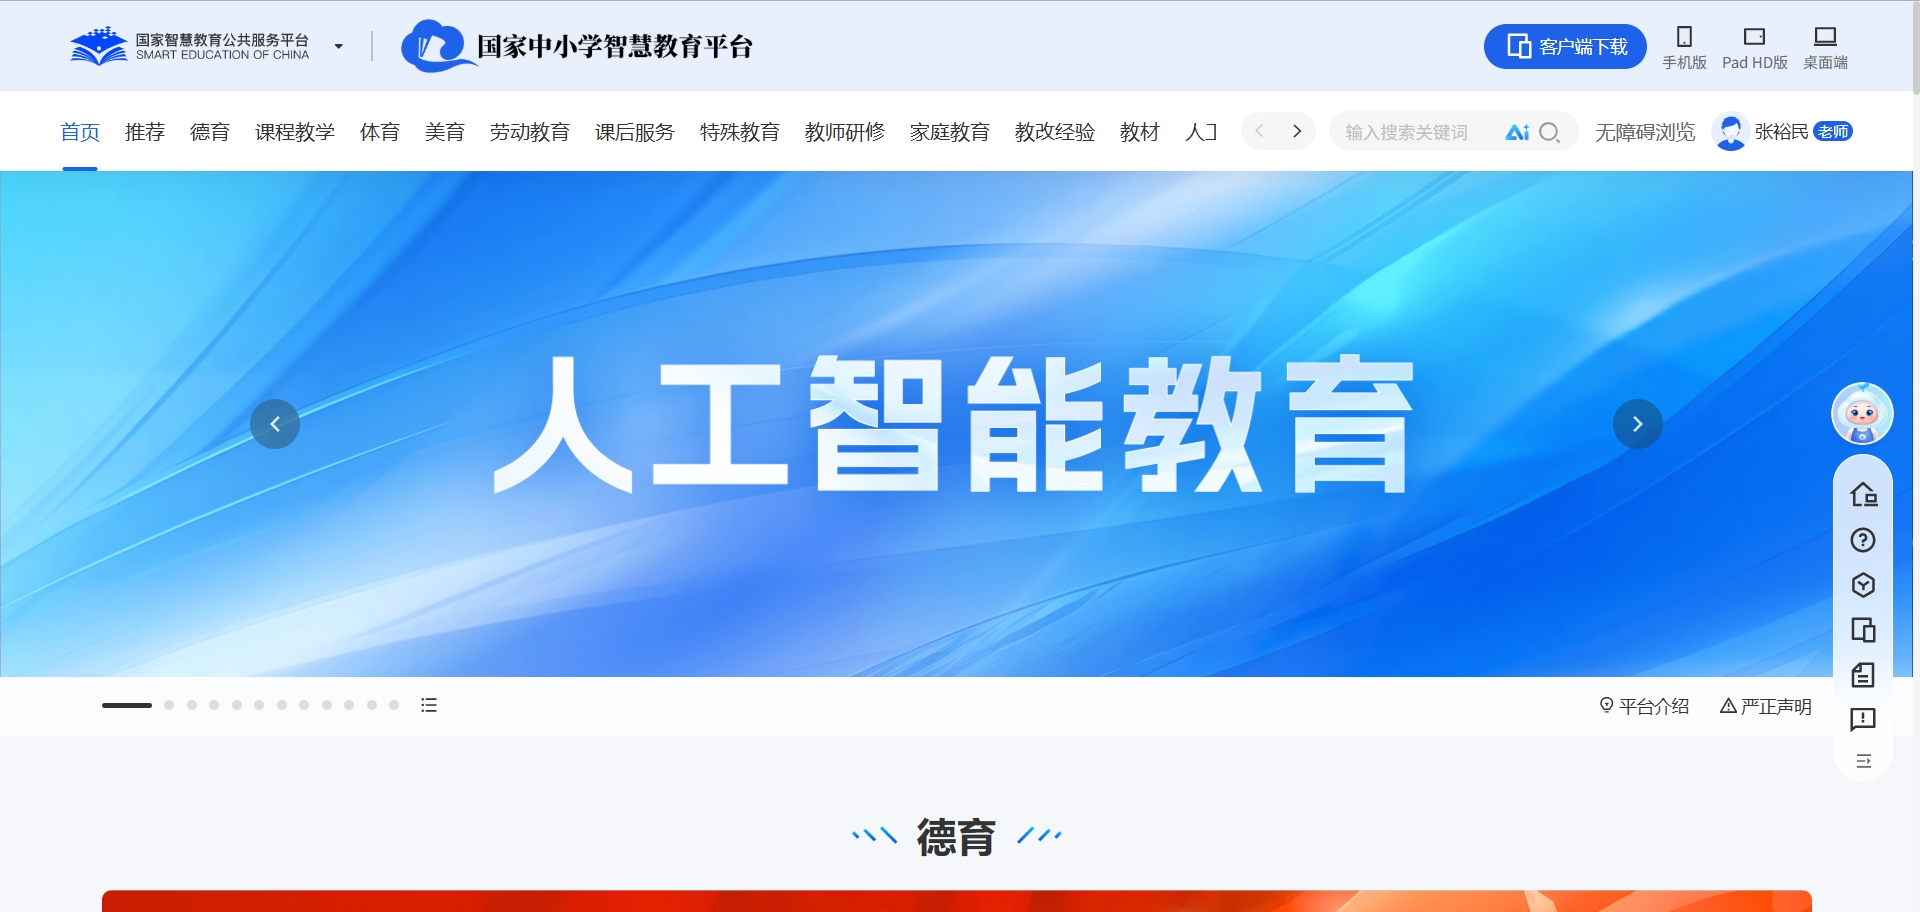 国家智慧教育公共服务平台
SMART EDUCATION OF CHINA
国家中小学智慧教育平台
客户端下载
手机版
Pad HD版
桌面端
首页 推荐 德育 课程教学 体育 美育 劳动教育 课后服务 特殊教育 教师研修 家庭教育 教改经验 教材 人工
输入搜索关键词 Ai
无障碍浏览
张裕民 老师
人工智能教育
平台介绍
严正声明
德育